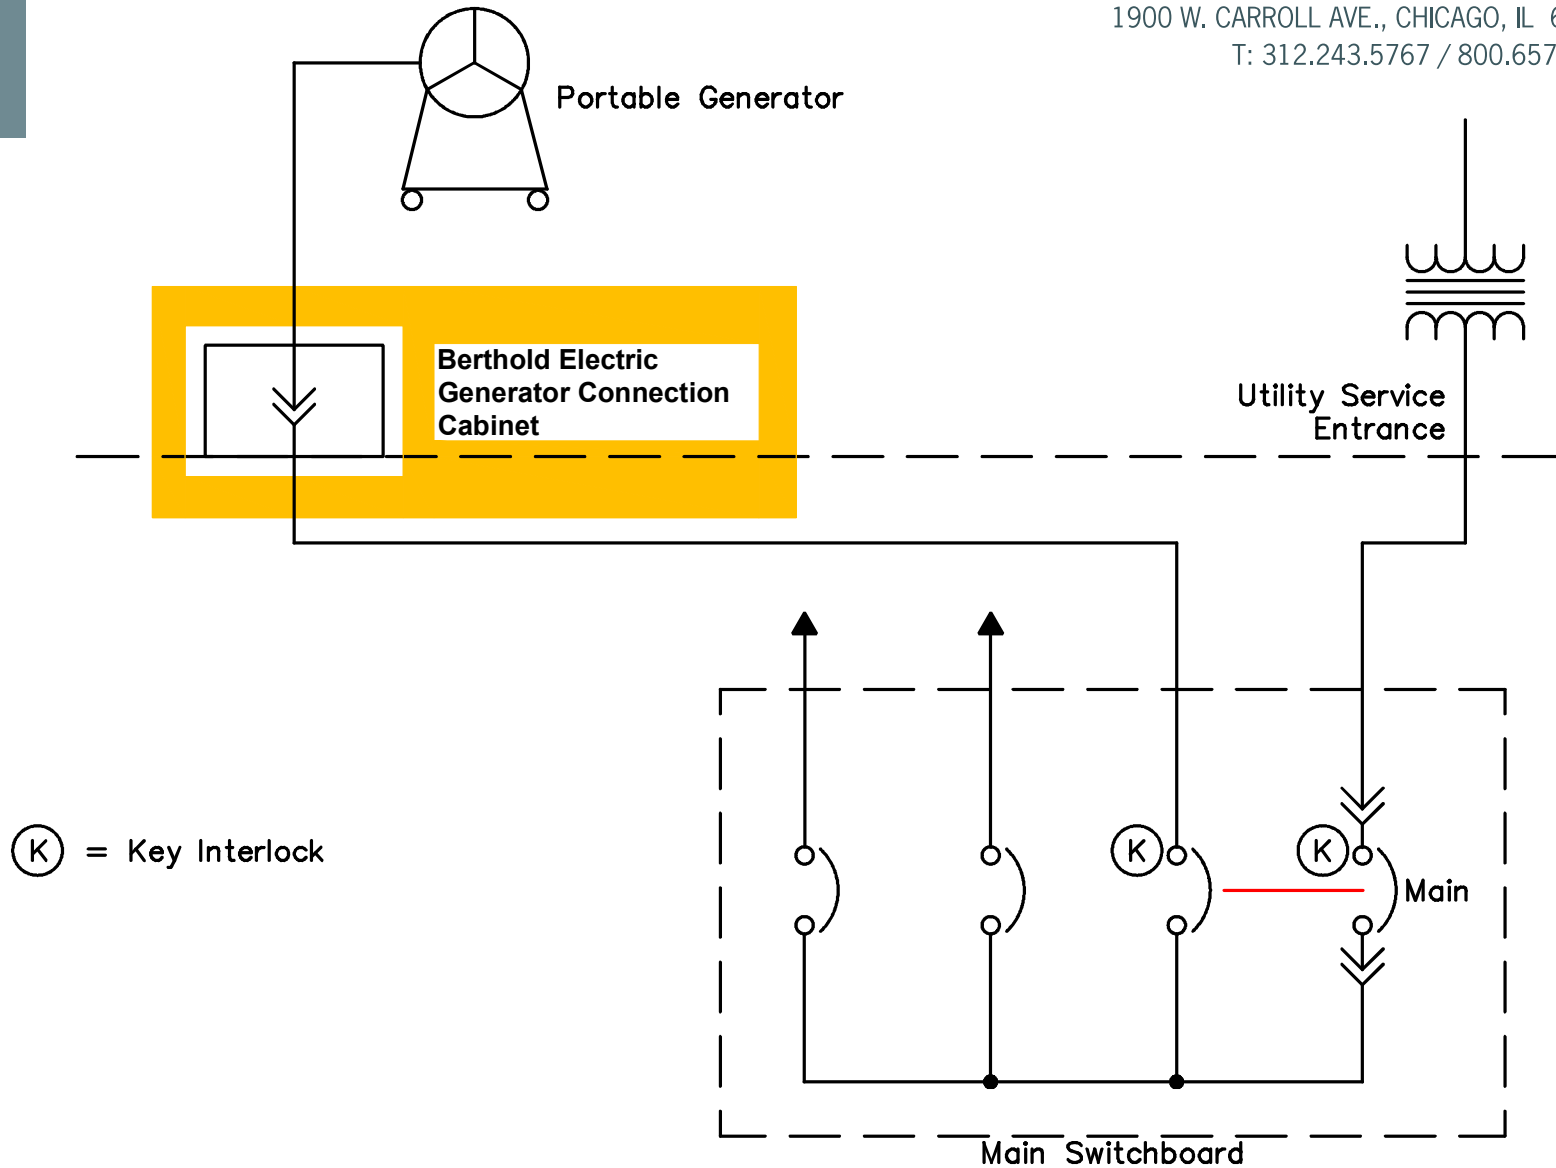 1900 W. CARROLL AVE., CHICAGO, IL
T: 312.243.5767 / 800.657
Portable Generator
Berthold Electric
Generator Connection
Cabinet
Utility Service
Entrance
K = Key Interlock
K
K
Main
Main Switchboard